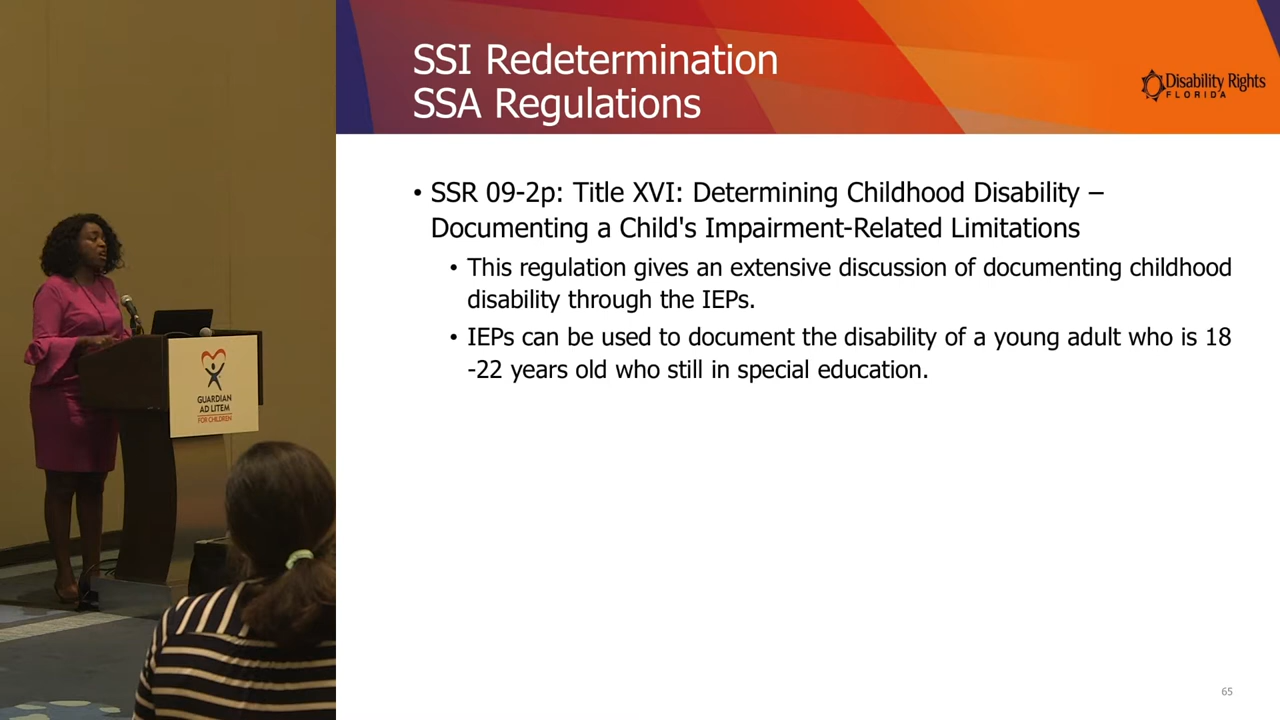 SSI Redetermination
SSA Regulations
Disability Rights
FLORIDA
• SSR 09-2p: Title XVI: Determining Childhood Disability –
Documenting a Child's Impairment-Related Limitations
• This regulation gives an extensive discussion of documenting childhood
disability through the IEPs.
• IEPs can be used to document the disability of a young adult who is 18
-22 years old who still in special education.
GUARDIAN
AD LITEM
FOR CHILDREN
65